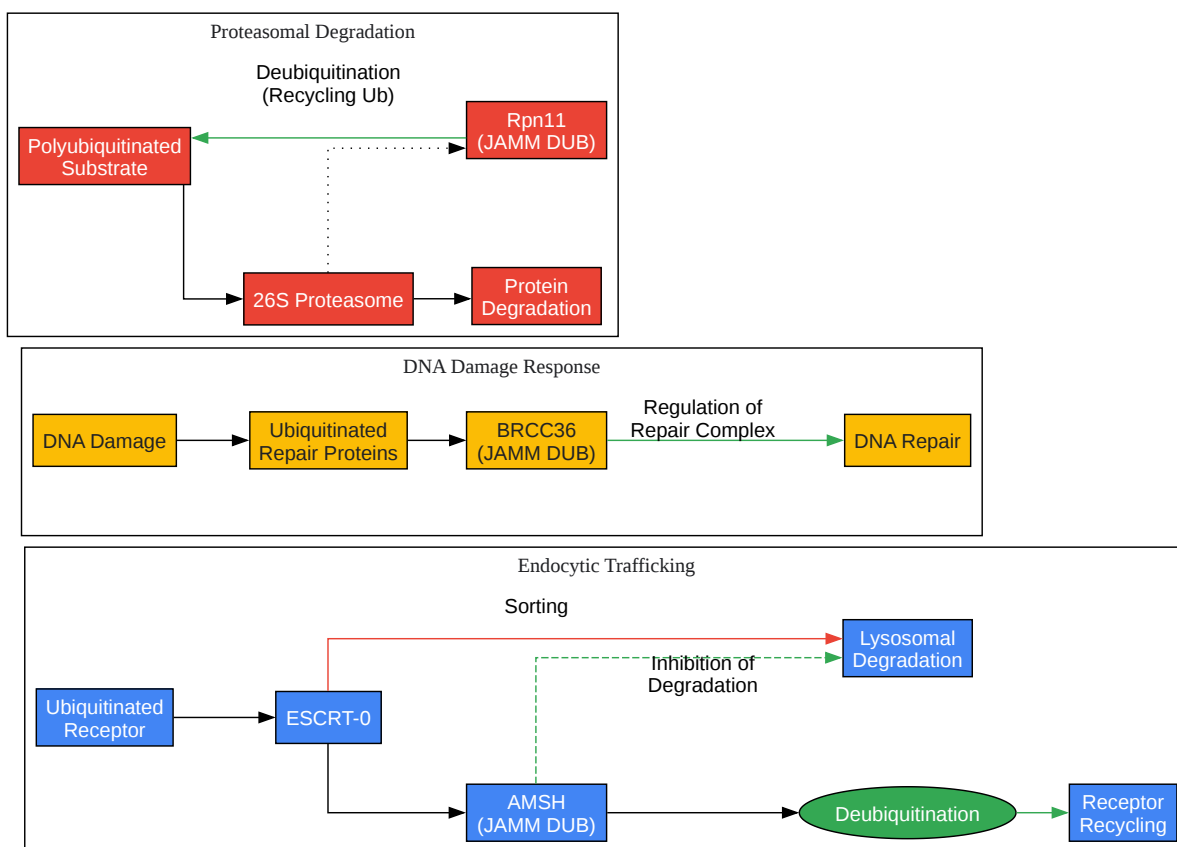 Proteasomal Degradation
Deubiquitination
(Recycling Ub)
Rpn11
(JAMM DUB)
Polyubiquitinated
Substrate
26S Proteasome
Protein
Degradation
DNA Damage Response
DNA Damage
Ubiquitinated
Repair Proteins
BRCC36
(JAMM DUB)
Regulation of
Repair Complex
DNA Repair
Endocytic Trafficking
Sorting
Lysosomal
Degradation
Inhibition of
Degradation
Ubiquitinated
Receptor
ESCRT-0
AMSH
(JAMM DUB)
Deubiquitination
Receptor
Recycling